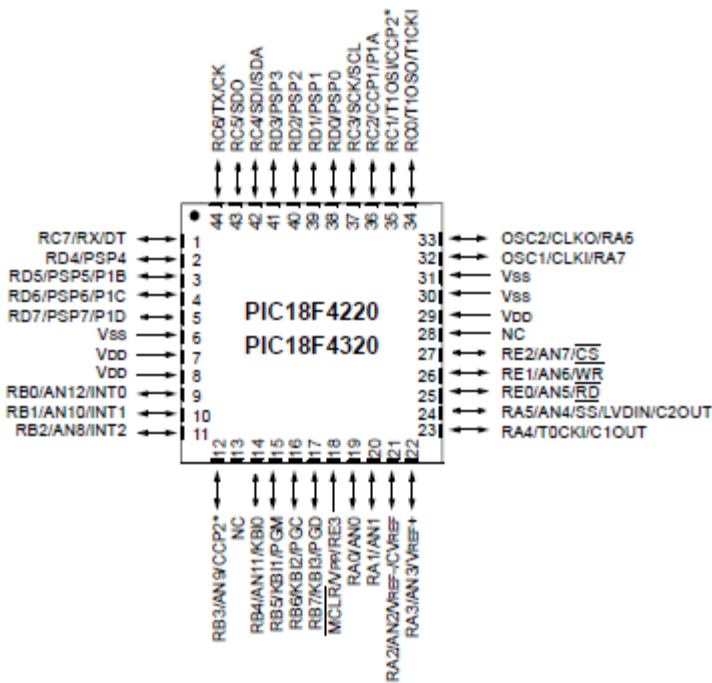 RC6/TX/CK
RC5/SDO
RC4/SDI/SDA
RD3/PSP3
RD2/PSP2
RD1/PSP1
RD0/PSP0
RC3/SCK/SCL
RC2/CCP1/P1A
RC1/T1OSI/CCP2*
RC0/T1OSO/T1CKI
44
43
42
41
40
39
38
37
36
35
34
RC7/RX/DT 1
RD4/PSP4 2
RD5/PSP5/P1B 3
RD6/PSP6/P1C 4
RD7/PSP7/P1D 5
VSS 6
VDD 7
VDD 8
RB0/AN12/INT0 9
RB1/AN10/INT1 10
RB2/AN8/INT2 11
PIC18F4220
PIC18F4320
33 OSC2/CLKO/RA6
32 OSC1/CLKI/RA7
31 VSS
30 VSS
29 VDD
28 NC
27 RE2/AN7/CS
26 RE1/AN6/WR
25 RE0/AN5/RD
24 RA5/AN4/SS/LVDIN/C2OUT
23 RA4/T0CKI/C1OUT
12
13
14
15
16
17
18
19
20
21
22
RB3/AN9/CCP2*
NC
RB4/AN11/KBI0
RB5/KBI1/PGM
RB6/KBI2/PGC
RB7/KBI3/PGD
MCLR/VPP/RE3
RA0/AN0
RA1/AN1
RA2/AN2/VREF-/CVREF
RA3/AN3/VREF+